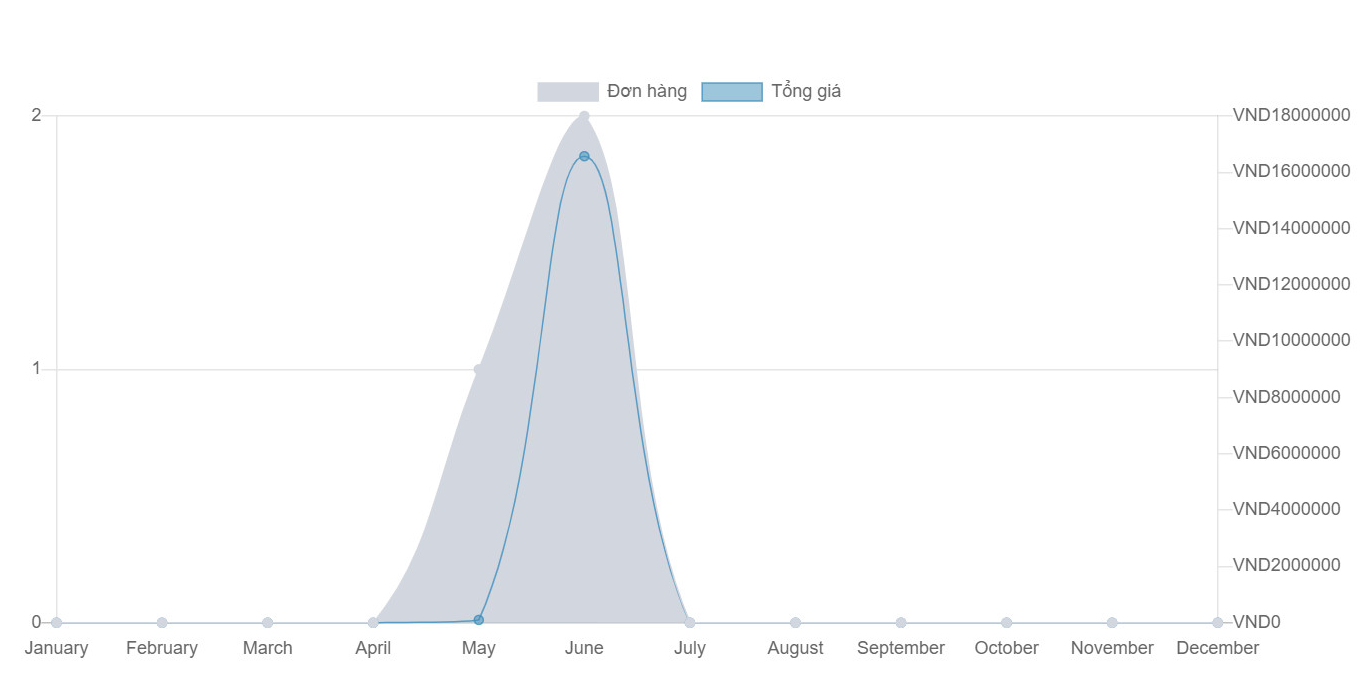 Đơn hàng Tổng giá
2
1
0
VND18000000
VND16000000
VND14000000
VND12000000
VND10000000
VND8000000
VND6000000
VND4000000
VND2000000
VND0
January February March April May June July August September October November December